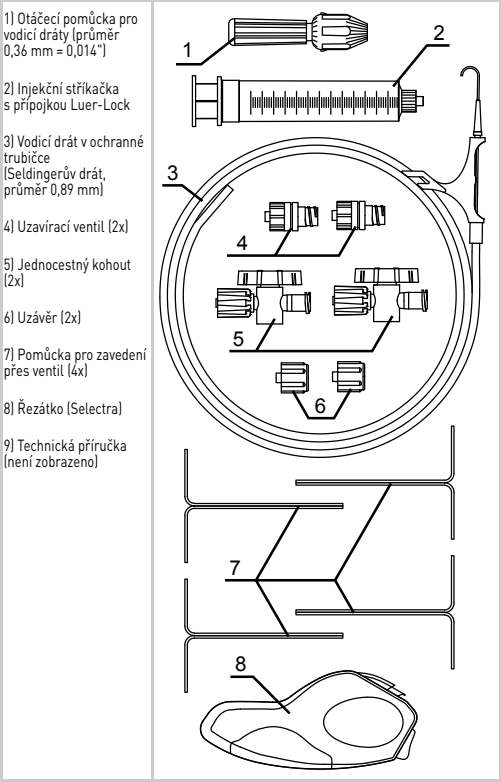 1) Otáčecí pomůcka pro
vodicí dráty (průměr
0,36 mm = 0,014")
2) Injekční stříkačka
s přípojkou Luer-Lock
3) Vodicí drát v ochranné
trubičce
(Seldingerův drát,
průměr 0,89 mm)
4) Uzavírací ventil (2x)
5) Jednocestný kohout
(2x)
6) Uzávěr (2x)
7) Pomůcka pro zavedení
přes ventil (4x)
8) Řezátko (Selectra)
9) Technická příručka
(není zobrazeno)
1
2
3
4
5
6
7
8